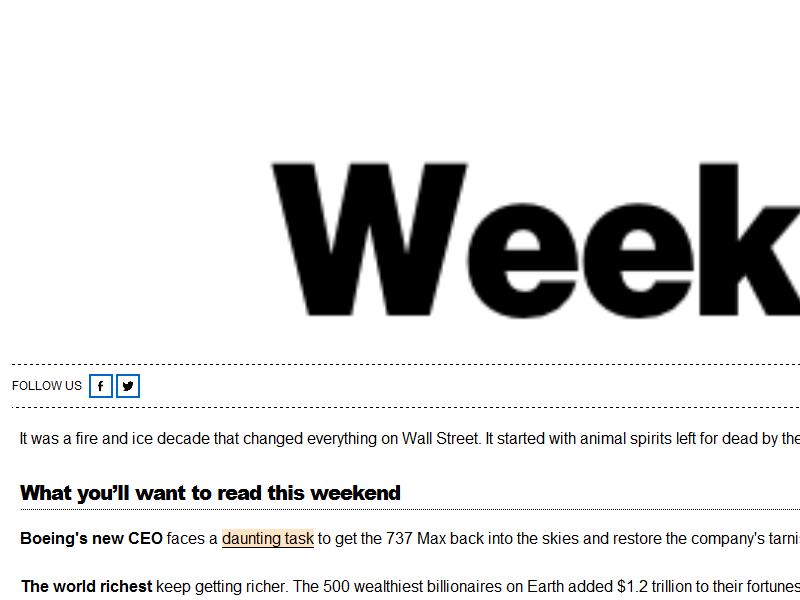 Week
FOLLOW US
It was a fire and ice decade that changed everything on Wall Street. It started with animal spirits left for dead by the
What you’ll want to read this weekend
Boeing's new CEO faces a daunting task to get the 737 Max back into the skies and restore the company's tarni
The world richest keep getting richer. The 500 wealthiest billionaires on Earth added $1.2 trillion to their fortunes